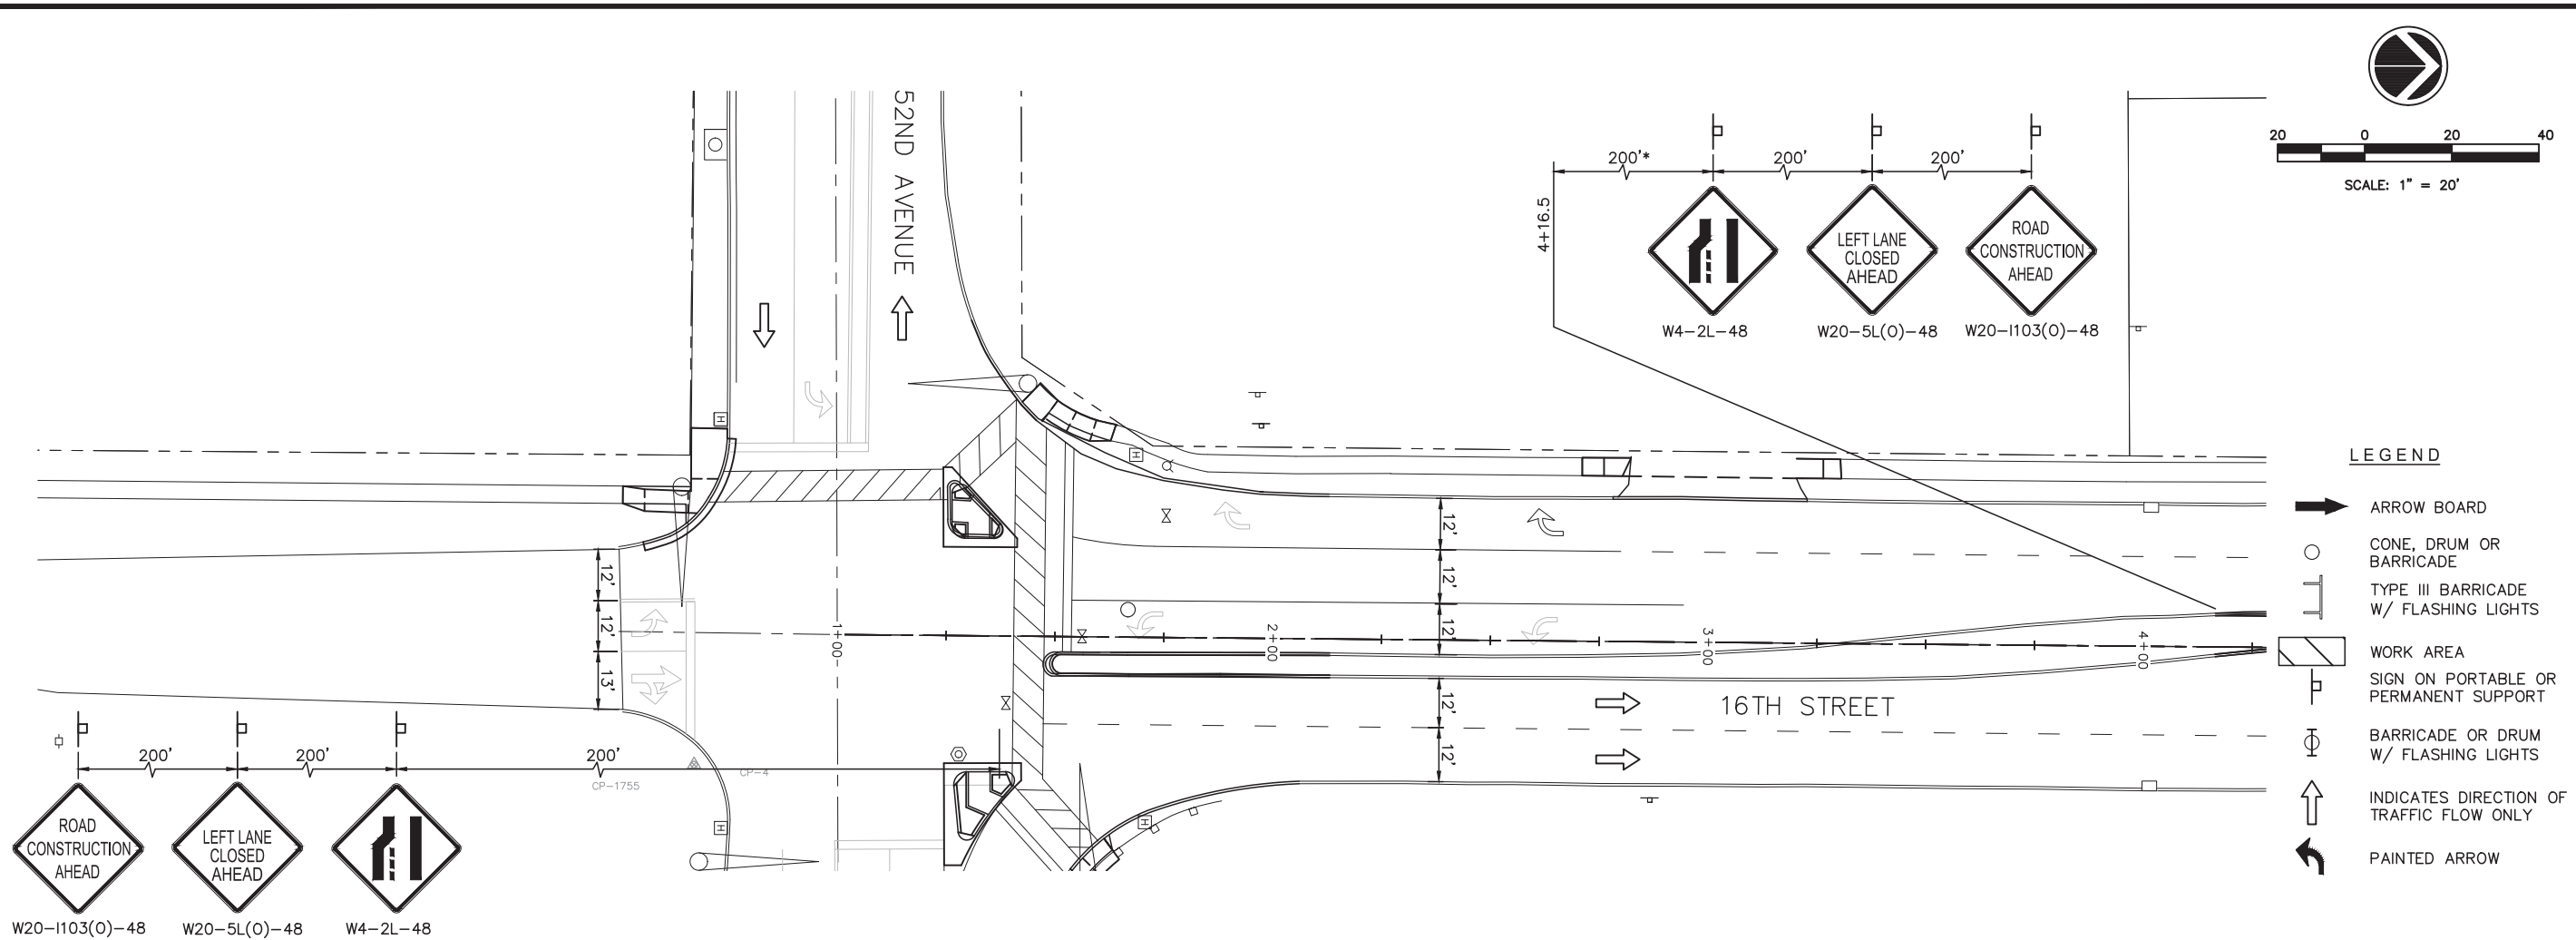 52ND AVENUE
20 0 20 40
SCALE: 1" = 20'
200'* 200' 200'
4+16.5
LEFT LANE
CLOSED
AHEAD
ROAD
CONSTRUCTION
AHEAD
W4-2L-48
W20-5L(O)-48
W20-I103(O)-48
LEGEND
ARROW BOARD
CONE, DRUM OR
BARRICADE
TYPE III BARRICADE
W/ FLASHING LIGHTS
WORK AREA
SIGN ON PORTABLE OR
PERMANENT SUPPORT
BARRICADE OR DRUM
W/ FLASHING LIGHTS
INDICATES DIRECTION OF
TRAFFIC FLOW ONLY
PAINTED ARROW
H
H
12'
12'
12'
12'
12'
12'
12'
13'
1+00
2+00
3+00
4+00
16TH STREET
200' 200' 200'
CP-4
CP-1755
H
H
ROAD
CONSTRUCTION
AHEAD
LEFT LANE
CLOSED
AHEAD
W20-I103(O)-48
W20-5L(O)-48
W4-2L-48